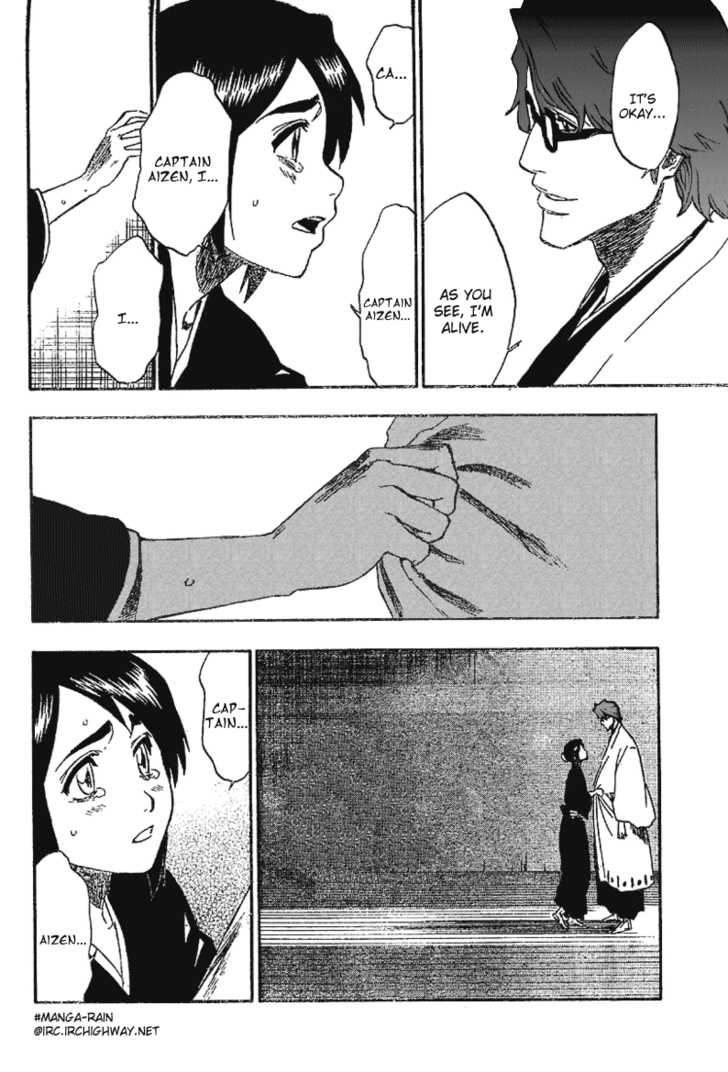 IT'S
OKAY...
AS YOU
SEE, I'M
ALIVE.
CA...
CAPTAIN
AIZEN...
CAPTAIN
AIZEN, I...
I...
CAP-
TAIN...
AIZEN...
#MANGA-RAIN
@IRC.IRCHIGHWAY.NET